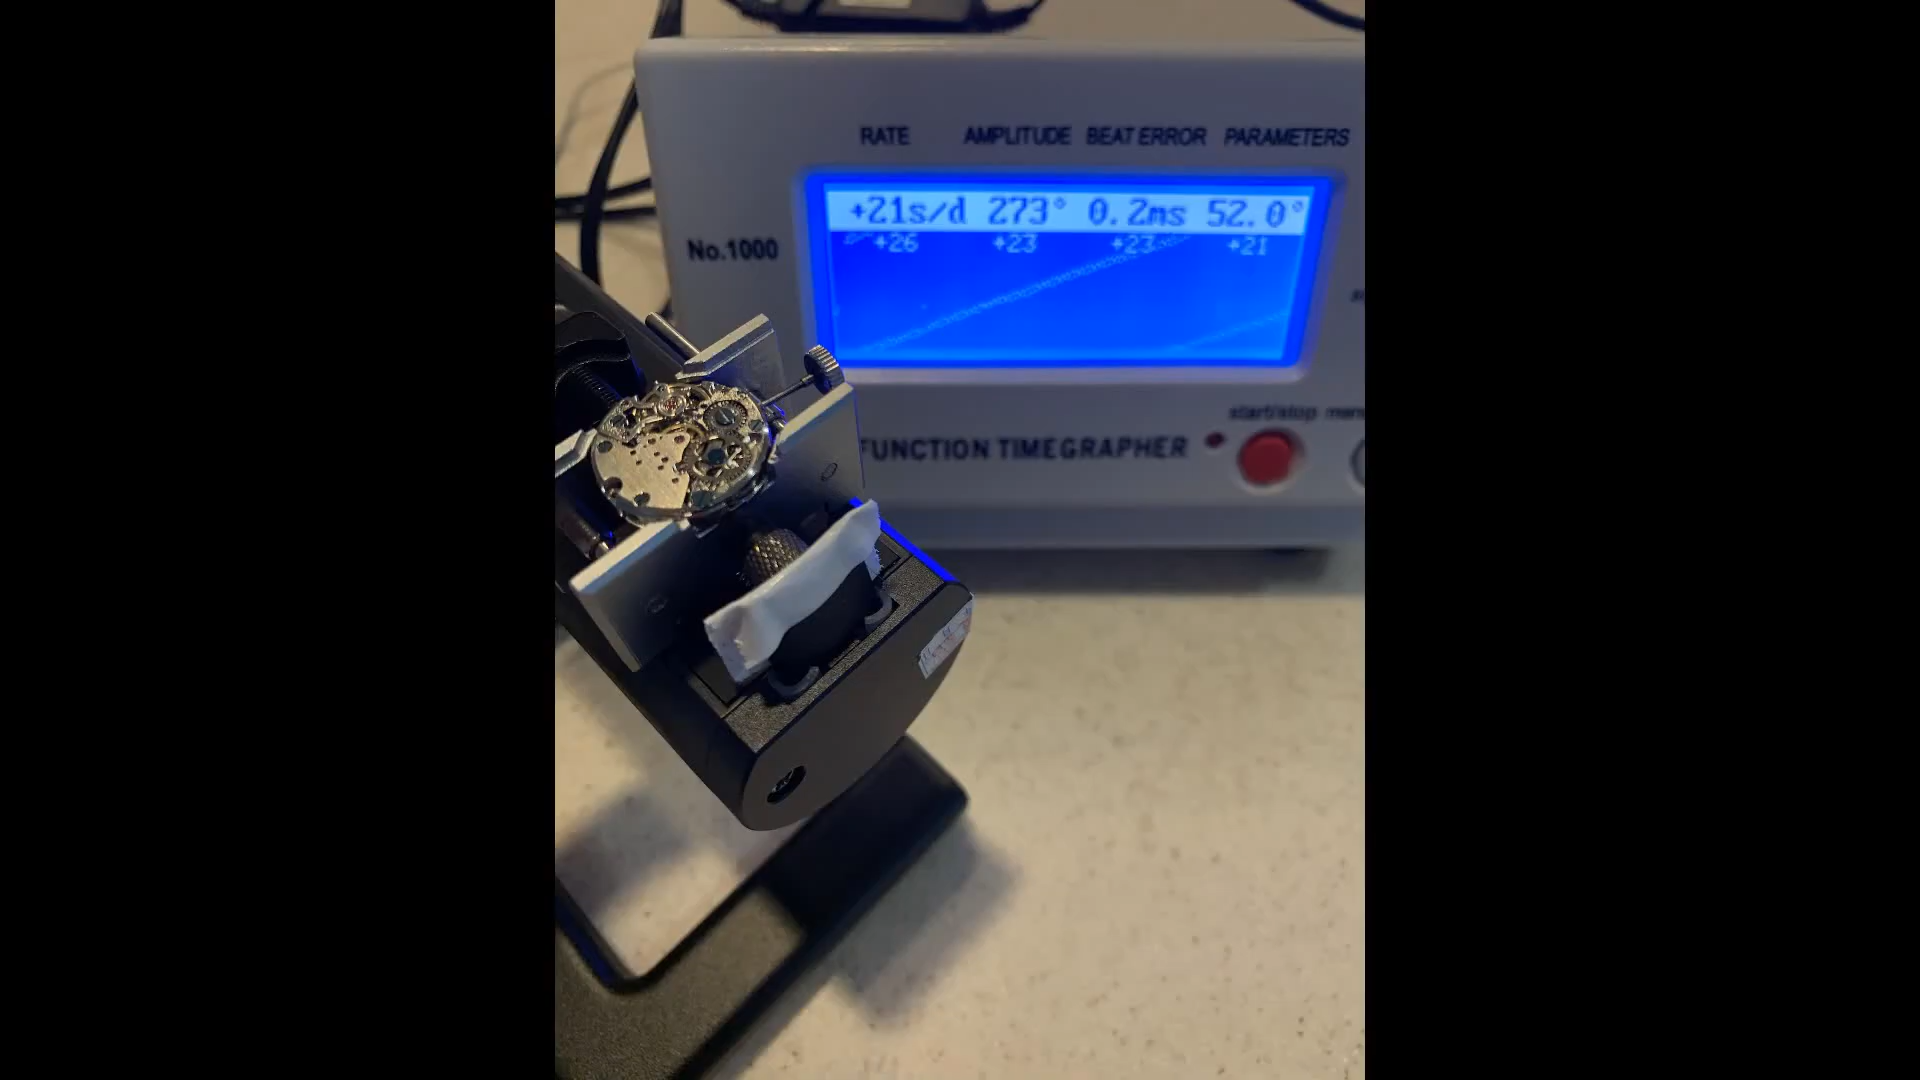 RATE AMPLITUDE BEAT ERROR PARAMETERS
+21s/d 273° 0.2ms 52.0°
+26 +23 +23 +21
No.1000
start/stop
FUNCTION TIMEGRAPHER